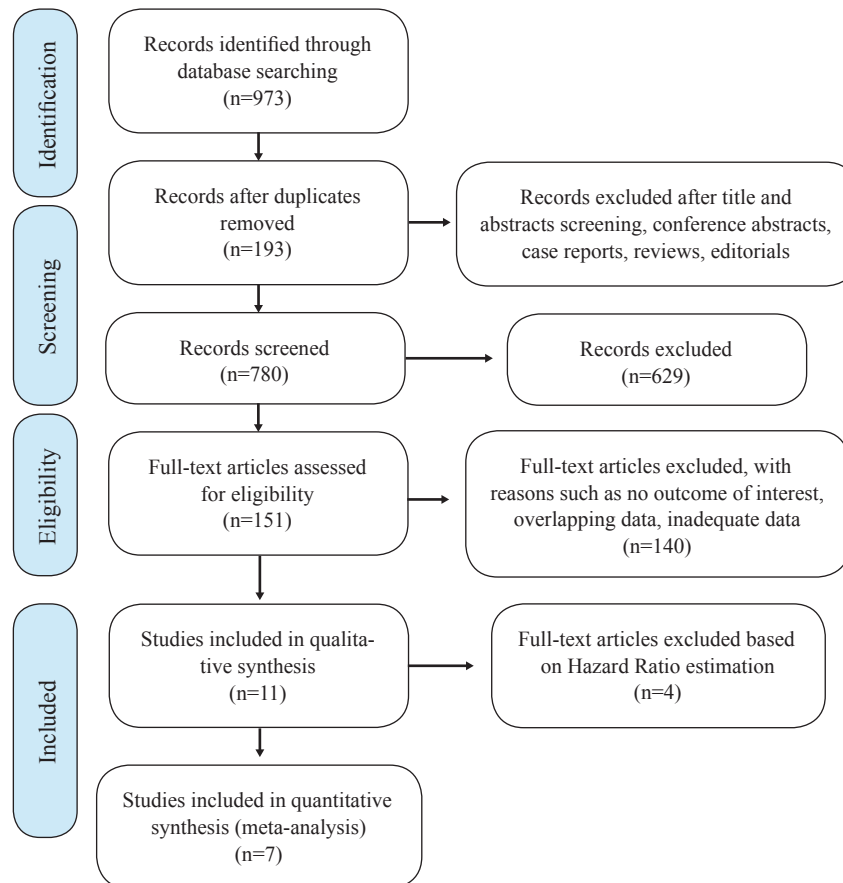 Identification
Records identified through
database searching
(n=973)
Records after duplicates
removed
(n=193)
Records excluded after title and
abstracts screening, conference abstracts,
case reports, reviews, editorials
Screening
Records screened
(n=780)
Records excluded
(n=629)
Eligibility
Full-text articles assessed
for eligibility
(n=151)
Full-text articles excluded, with
reasons such as no outcome of interest,
overlapping data, inadequate data
(n=140)
Included
Studies included in qualita-
tive synthesis
(n=11)
Full-text articles excluded based
on Hazard Ratio estimation
(n=4)
Studies included in quantitative
synthesis (meta-analysis)
(n=7)